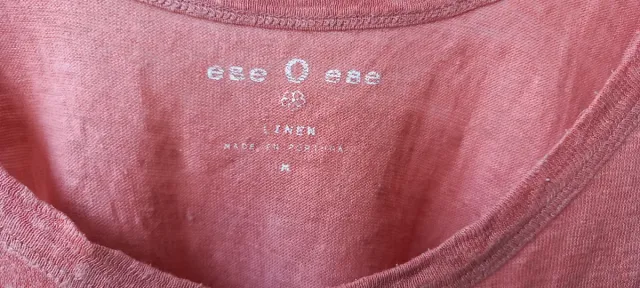 ese O ese
LINEN
MADE IN PORTUGAL
M